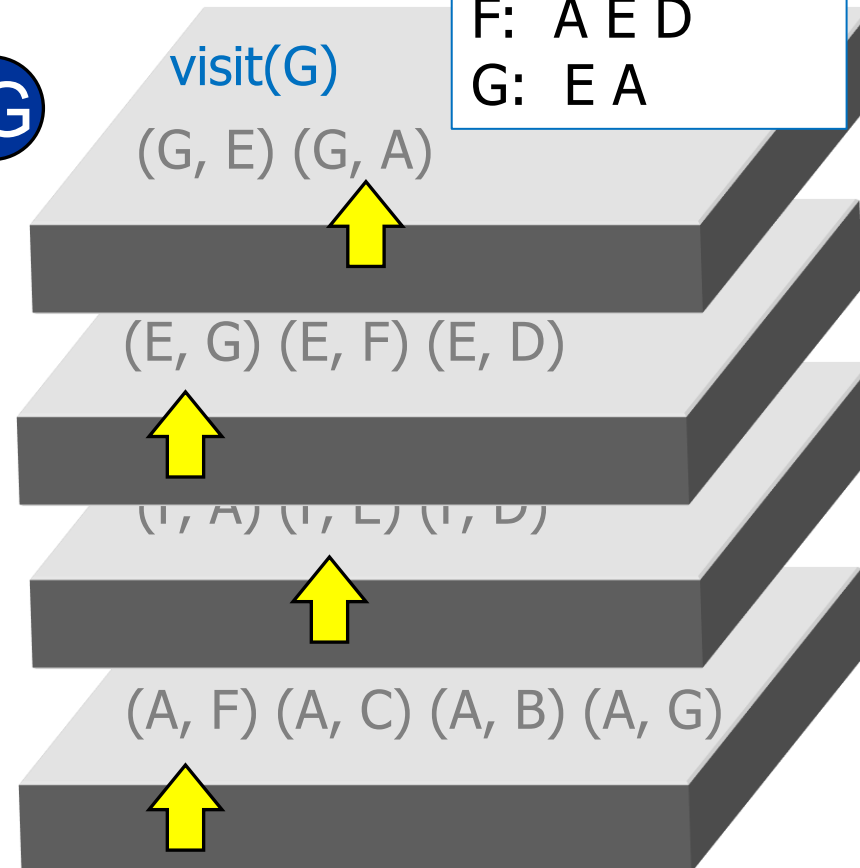 F: A E D
visit(G)
G: E A
G
(G, E) (G, A)
(E, G) (E, F) (E, D)
(F, A) (F, E) (F, D)
(A, F) (A, C) (A, B) (A, G)